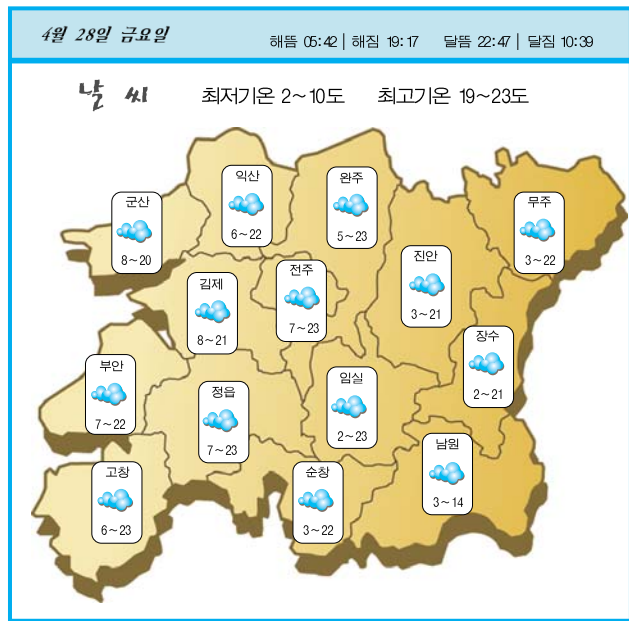 4월 28일 금요일
해뜸 05:42 | 해짐 19:17 달뜸 22:47 | 달짐 10:39
날 씨 최저기온 2~10도 최고기온 19~23도
익산
6~22
완주
5~23
군산
8~20
무주
3~22
진안
3~21
전주
7~23
김제
8~21
장수
2~21
부안
7~22
임실
2~23
정읍
7~23
남원
3~14
고창
6~23
순창
3~22